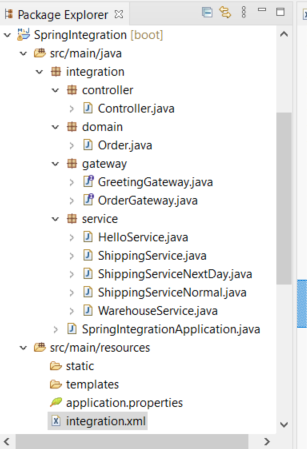 Package Explorer
SpringIntegration [boot]
src/main/java
integration
controller
Controller.java
domain
Order.java
gateway
GreetingGateway.java
OrderGateway.java
service
HelloService.java
ShippingService.java
ShippingServiceNextDay.java
ShippingServiceNormal.java
WarehouseService.java
SpringIntegrationApplication.java
src/main/resources
static
templates
application.properties
integration.xml